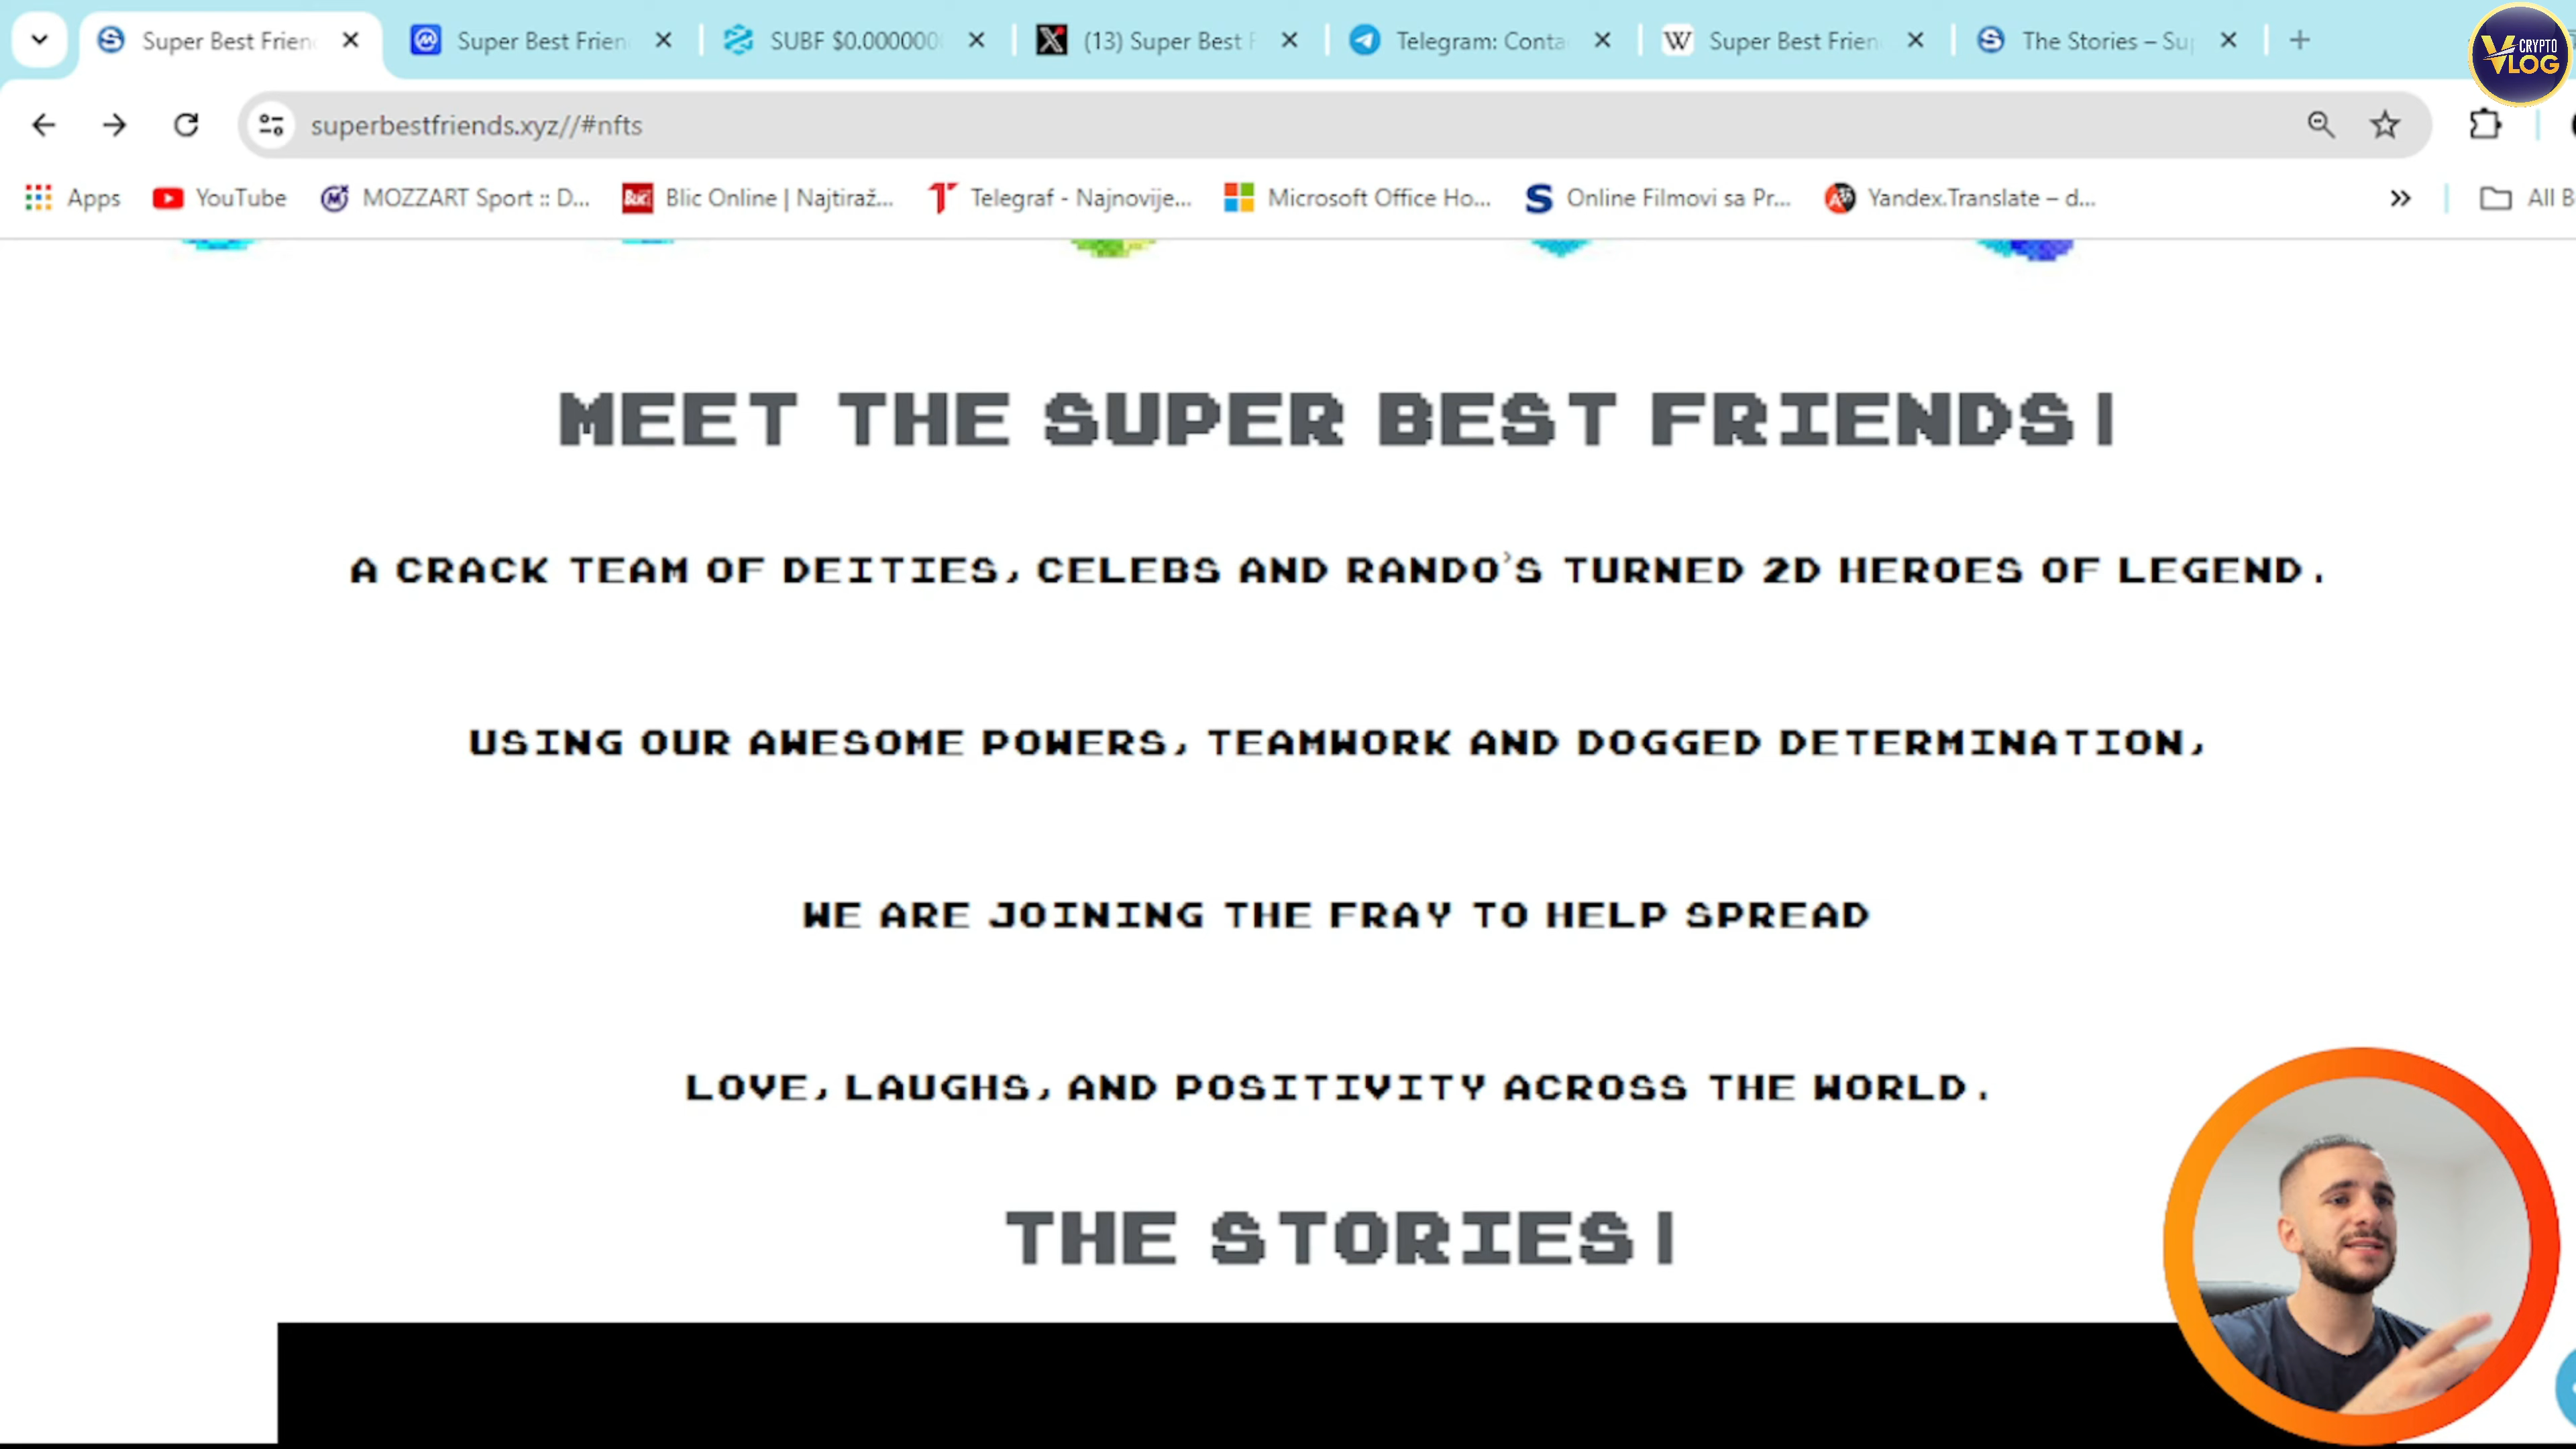 Super Best Frien
Super Best Frien
SUBF $0.000000
(13) Super Best F
Telegram: Conta
W Super Best Frien
The Stories – Su
CRYPTO
VLOG
superbestfriends.xyz//#nfts
Apps
YouTube
MOZZART Sport :: D...
Blic Online | Najtiraž...
Telegraf - Najnovije...
Microsoft Office Ho...
Online Filmovi sa Pr...
Yandex.Translate – d...
All B
MEET THE SUPER BEST FRIENDS|
A CRACK TEAM OF DEITIES, CELEBS AND RANDO'S TURNED 2D HEROES OF LEGEND.
USING OUR AWESOME POWERS, TEAMWORK AND DOGGED DETERMINATION,
WE ARE JOINING THE FRAY TO HELP SPREAD
LOVE, LAUGHS, AND POSITIVITY ACROSS THE WORLD.
THE STORIES|